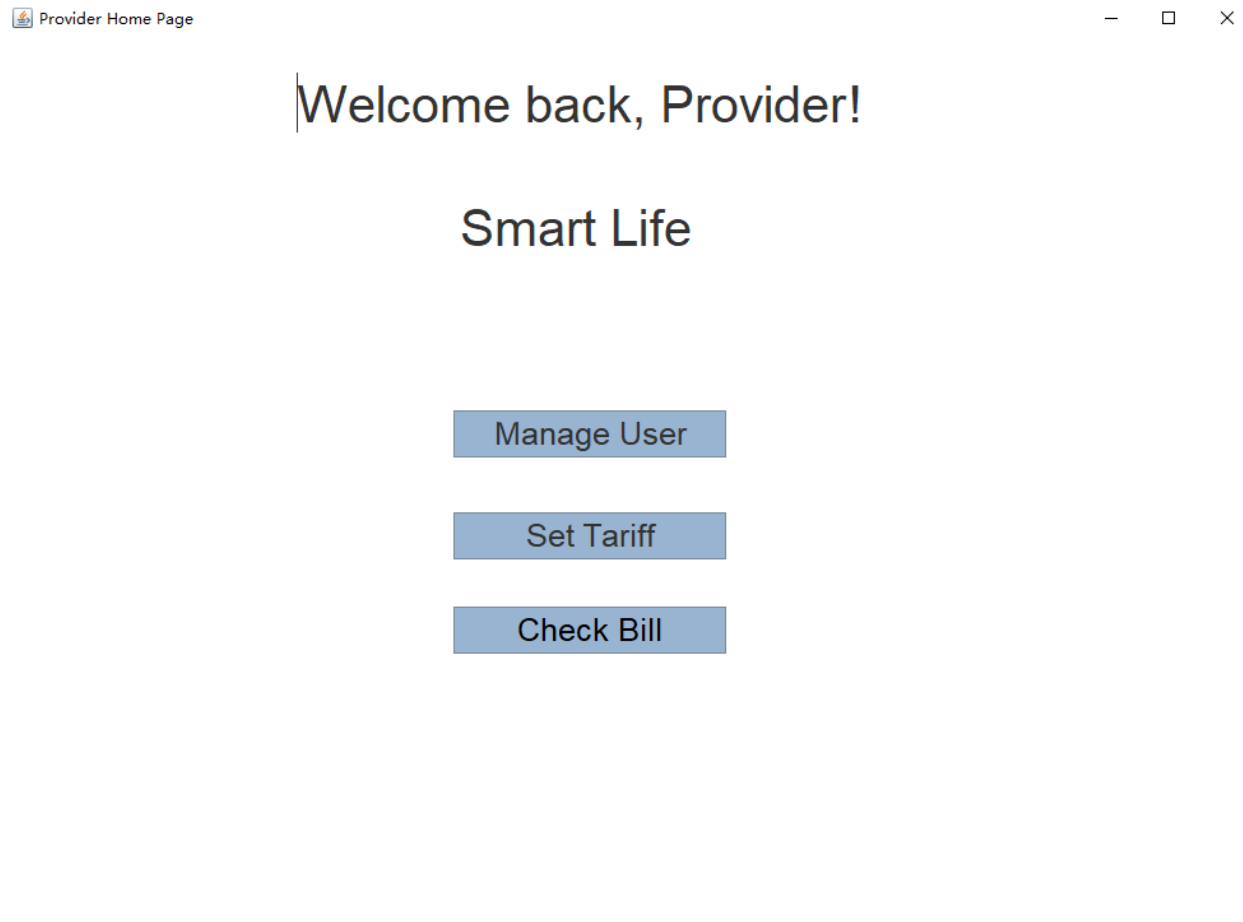 Provider Home Page
Welcome back, Provider!
Smart Life
Manage User
Set Tariff
Check Bill